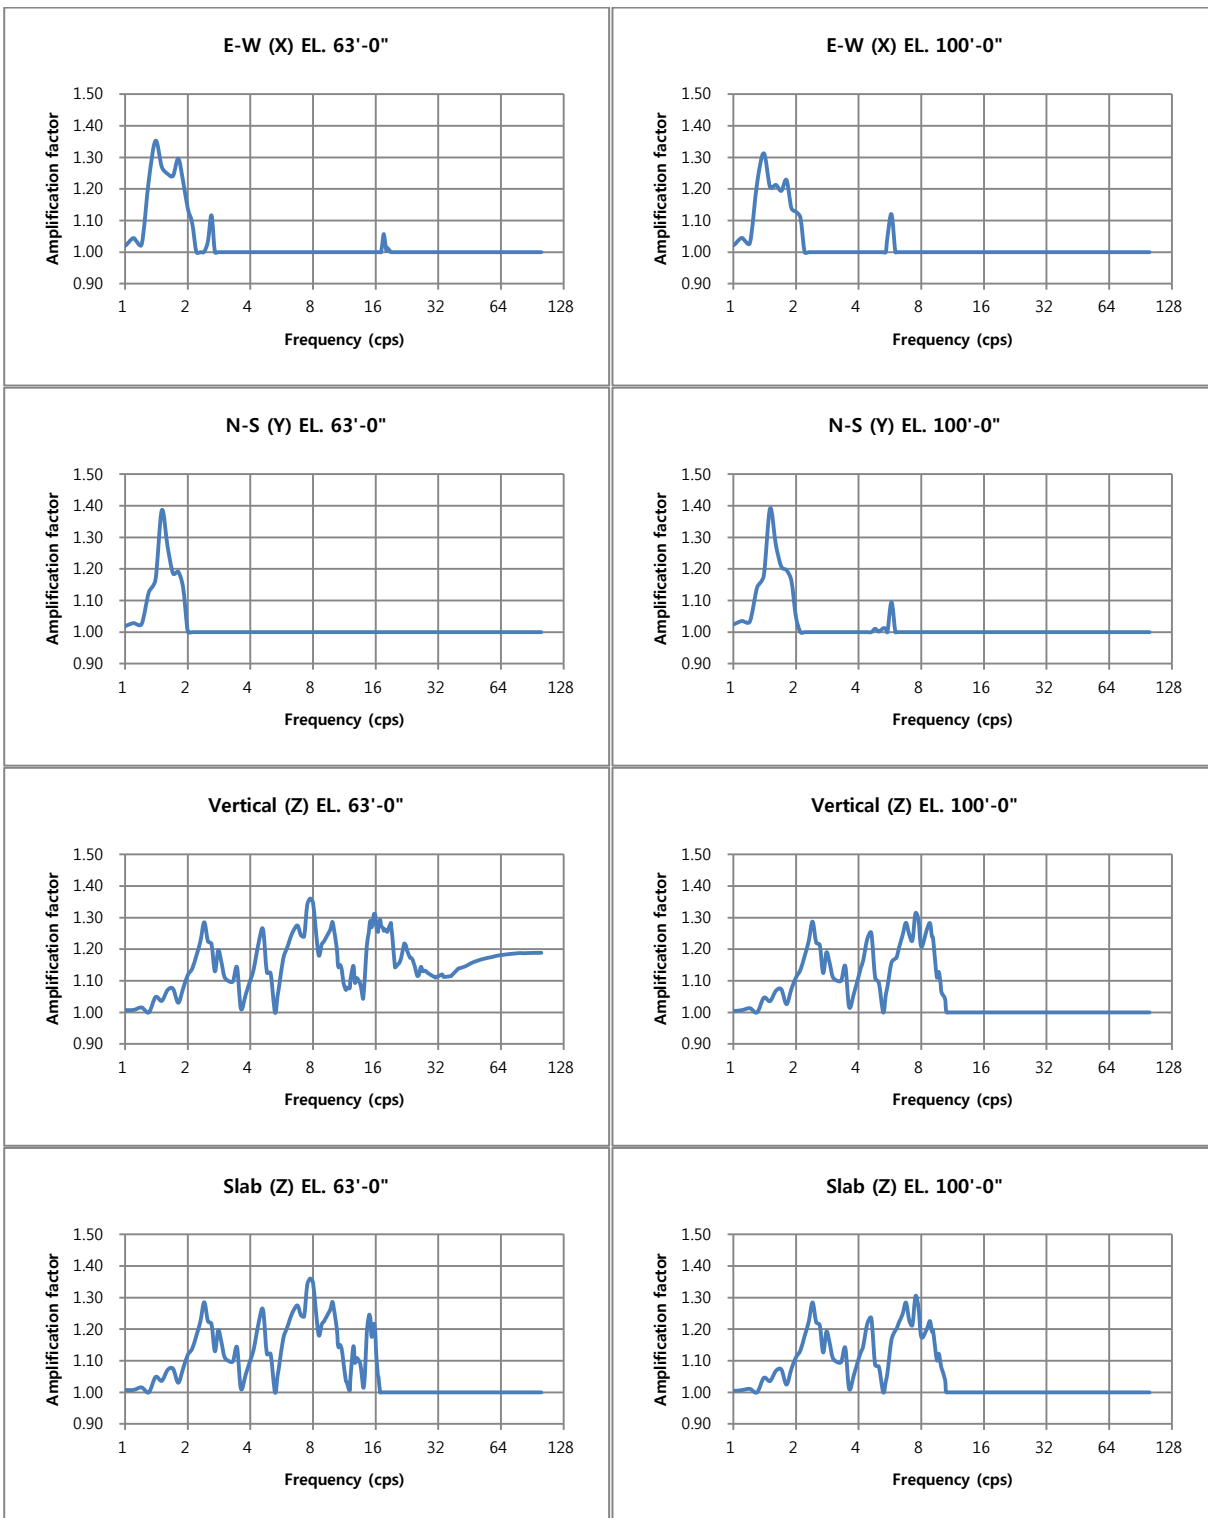 E-W (X) EL. 63'-0"
Amplification factor
1.50
1.40
1.30
1.20
1.10
1.00
0.90
1 2 4 8 16 32 64 128
Frequency (cps)
E-W (X) EL. 100'-0"
Amplification factor
1.50
1.40
1.30
1.20
1.10
1.00
0.90
1 2 4 8 16 32 64 128
Frequency (cps)
N-S (Y) EL. 63'-0"
Amplification factor
1.50
1.40
1.30
1.20
1.10
1.00
0.90
1 2 4 8 16 32 64 128
Frequency (cps)
N-S (Y) EL. 100'-0"
Amplification factor
1.50
1.40
1.30
1.20
1.10
1.00
0.90
1 2 4 8 16 32 64 128
Frequency (cps)
Vertical (Z) EL. 63'-0"
Amplification factor
1.50
1.40
1.30
1.20
1.10
1.00
0.90
1 2 4 8 16 32 64 128
Frequency (cps)
Vertical (Z) EL. 100'-0"
Amplification factor
1.50
1.40
1.30
1.20
1.10
1.00
0.90
1 2 4 8 16 32 64 128
Frequency (cps)
Slab (Z) EL. 63'-0"
Amplification factor
1.50
1.40
1.30
1.20
1.10
1.00
0.90
1 2 4 8 16 32 64 128
Frequency (cps)
Slab (Z) EL. 100'-0"
Amplification factor
1.50
1.40
1.30
1.20
1.10
1.00
0.90
1 2 4 8 16 32 64 128
Frequency (cps)